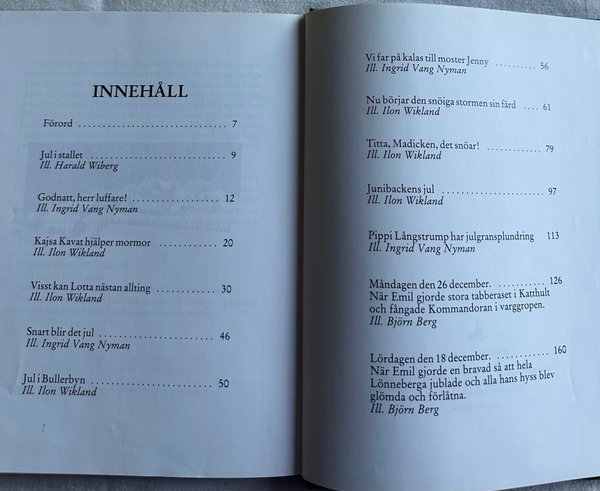 INNEHÅLL
Förord .............................. 7
Jul i stallet ........................... 9
Ill. Harald Wiberg
Godnatt, herr luffare! .................. 12
Ill. Ingrid Vang Nyman
Kajsa Kavat hjälper mormor ............. 20
Ill. Ilon Wikland
Visst kan Lotta nästan allting ............. 30
Ill. Ilon Wikland
Snart blir det jul ....................... 46
Ill. Ingrid Vang Nyman
Jul i Bullerbyn ........................ 50
Ill. Ilon Wikland
Vi far på kalas till moster Jenny .......... 56
Ill. Ingrid Vang Nyman
Nu börjar den snöiga stormen sin färd .... 61
Ill. Ilon Wikland
Titta, Madicken, det snöar! .............. 79
Ill. Ilon Wikland
Junibackens jul ........................ 97
Ill. Ilon Wikland
Pippi Långstrump har julgransplundring 113
Ill. Ingrid Vang Nyman
Måndagen den 26 december. ........... 126
När Emil gjorde stora tabberaset i Katthult
och fångade Kommandoran i varggropen.
Ill. Björn Berg
Lördagen den 18 december. ............ 160
När Emil gjorde en bravad så att hela
Lönneberga jublade och alla hans hyss blev
glömda och förlåtna.
Ill. Björn Berg